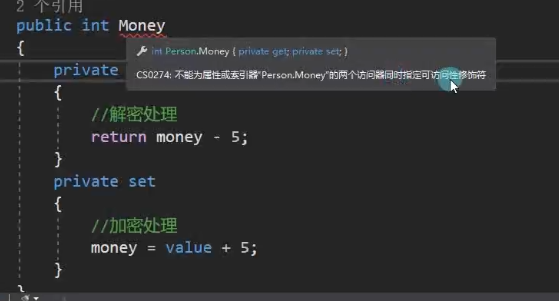 2 个引用
public int Money
{
int Person.Money { private get; private set; }
CS0274: 不能为属性或索引器"Person.Money"的两个访问器同时指定可访问性修饰符
private
{
//解密处理
return money - 5;
}
private set
{
//加密处理
money = value + 5;
}
}